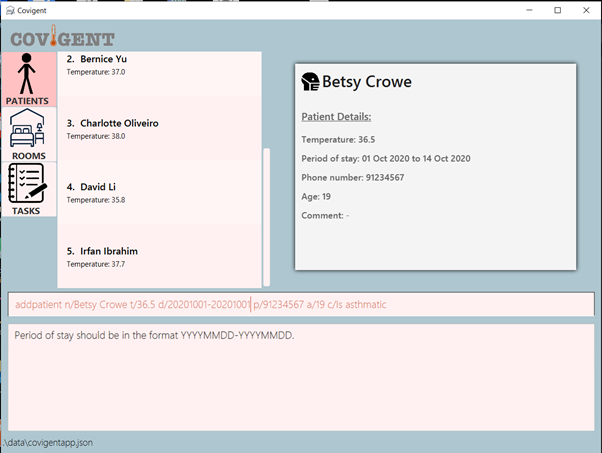 Covigent
COVIGENT
PATIENTS
ROOMS
TASKS
2. Bernice Yu
Temperature: 37.0
3. Charlotte Oliveiro
Temperature: 38.0
4. David Li
Temperature: 35.8
5. Irfan Ibrahim
Temperature: 37.7
Betsy Crowe
Patient Details:
Temperature: 36.5
Period of stay: 01 Oct 2020 to 14 Oct 2020
Phone number: 91234567
Age: 19
Comment: -
addpatient n/Betsy Crowe t/36.5 d/20201001-20201001 p/91234567 a/19 c/Is asthmatic
Period of stay should be in the format YYYYMMDD-YYYYMMDD.
.\data\covigentapp.json